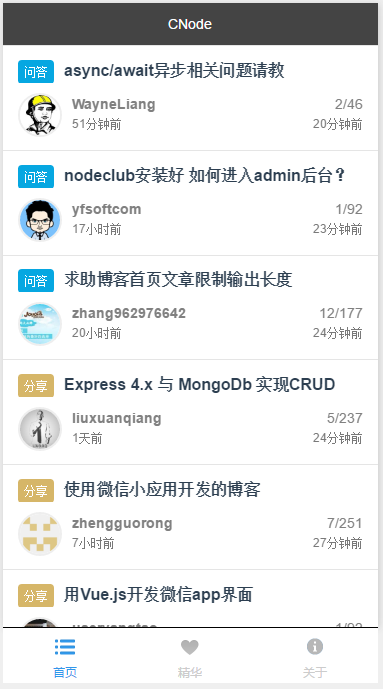 CNode
问答 async/await异步相关问题请教
WayneLiang 2/46
51分钟前 20分钟前
问答 nodeclub安装好 如何进入admin后台？
yfsoftcom 1/92
17小时前 23分钟前
问答 求助博客首页文章限制输出长度
zhang962976642 12/177
20小时前 24分钟前
分享 Express 4.x 与 MongoDb 实现CRUD
liuxuanqiang 5/237
1天前 24分钟前
分享 使用微信小应用开发的博客
zhengguorong 7/251
7小时前 27分钟前
分享 用Vue.js开发微信app界面
首页 精华 关于